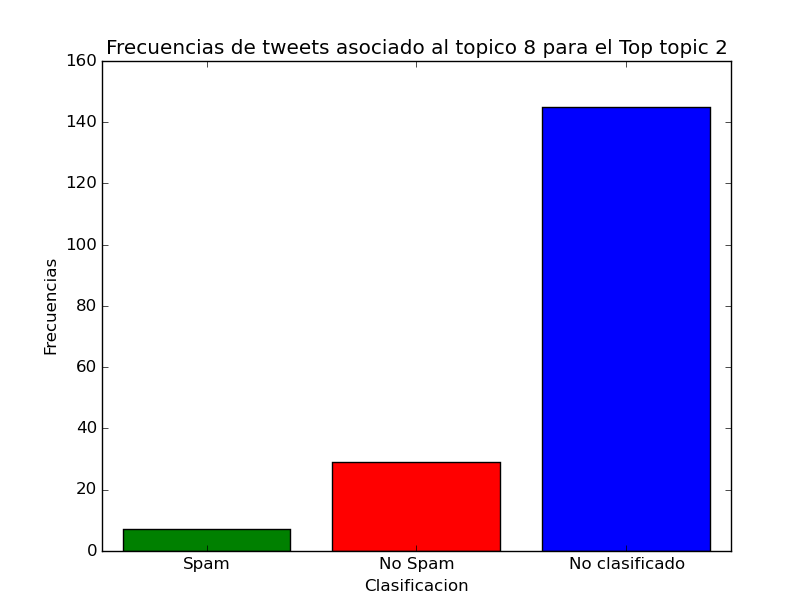 Frecuencias de tweets asociado al topico 8 para el Top topic 2
160
140
120
100
80
60
40
20
0
Frecuencias
Spam
No Spam
No clasificado
Clasificacion